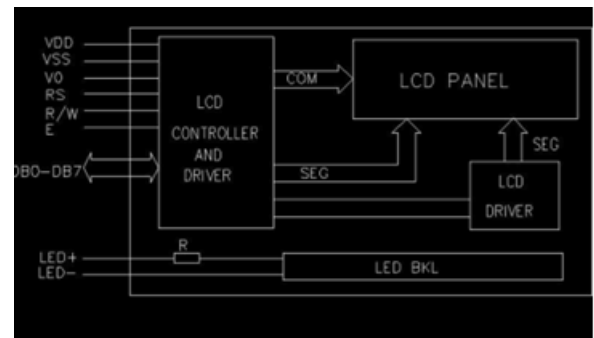 VDD
VSS
VO
RS
R/W
E
DB0-DB7
LED+
LED-
LCD
CONTROLLER
AND
DRIVER
COM
SEG
LCD PANEL
SEG
LCD
DRIVER
R
LED BKL